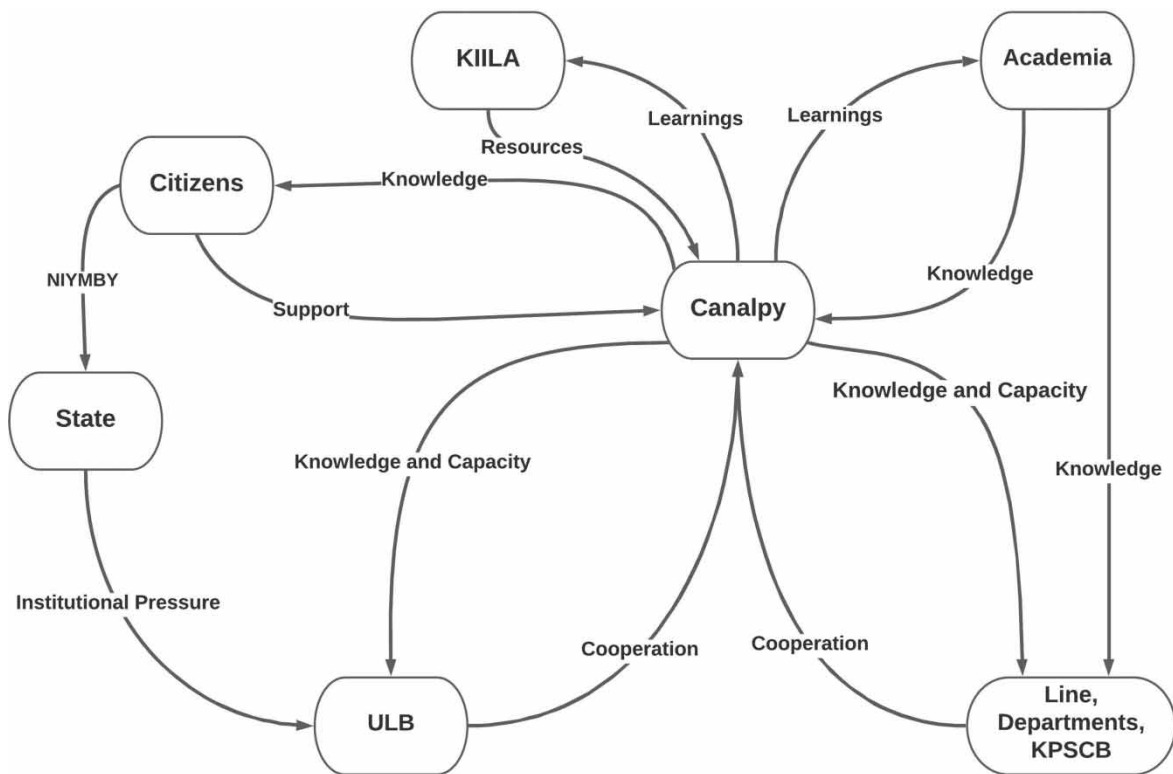 KIILA
Academia
Learnings
Learnings
Resources
Citizens
Knowledge
Knowledge
NIYMBY
Support
Canalpy
Knowledge and Capacity
State
Knowledge and Capacity
Knowledge
Institutional Pressure
Cooperation
Cooperation
ULB
Line,
Departments,
KPSCB